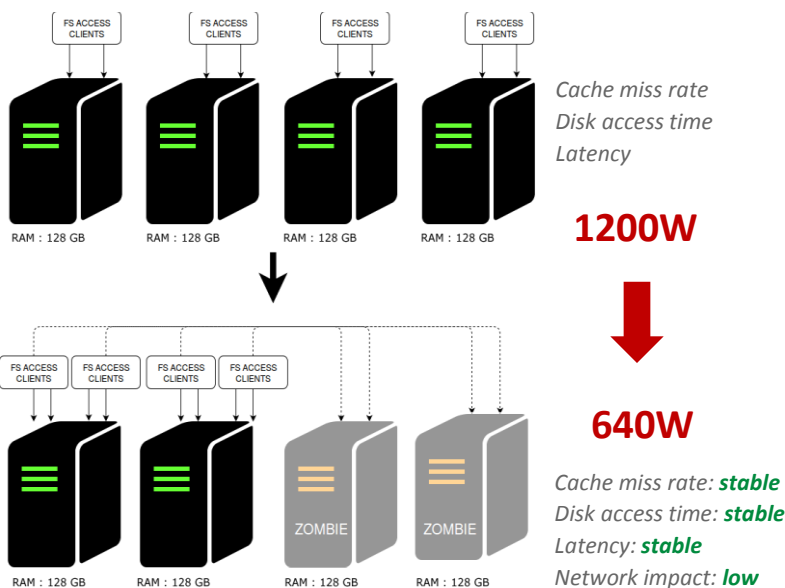 FS ACCESS
CLIENTS
FS ACCESS
CLIENTS
FS ACCESS
CLIENTS
FS ACCESS
CLIENTS
RAM : 128 GB
RAM : 128 GB
RAM : 128 GB
RAM : 128 GB
Cache miss rate
Disk access time
Latency
1200W
FS ACCESS
CLIENTS
FS ACCESS
CLIENTS
FS ACCESS
CLIENTS
FS ACCESS
CLIENTS
ZOMBIE
ZOMBIE
RAM : 128 GB
RAM : 128 GB
RAM : 128 GB
RAM : 128 GB
640W
Cache miss rate: stable
Disk access time: stable
Latency: stable
Network impact: low